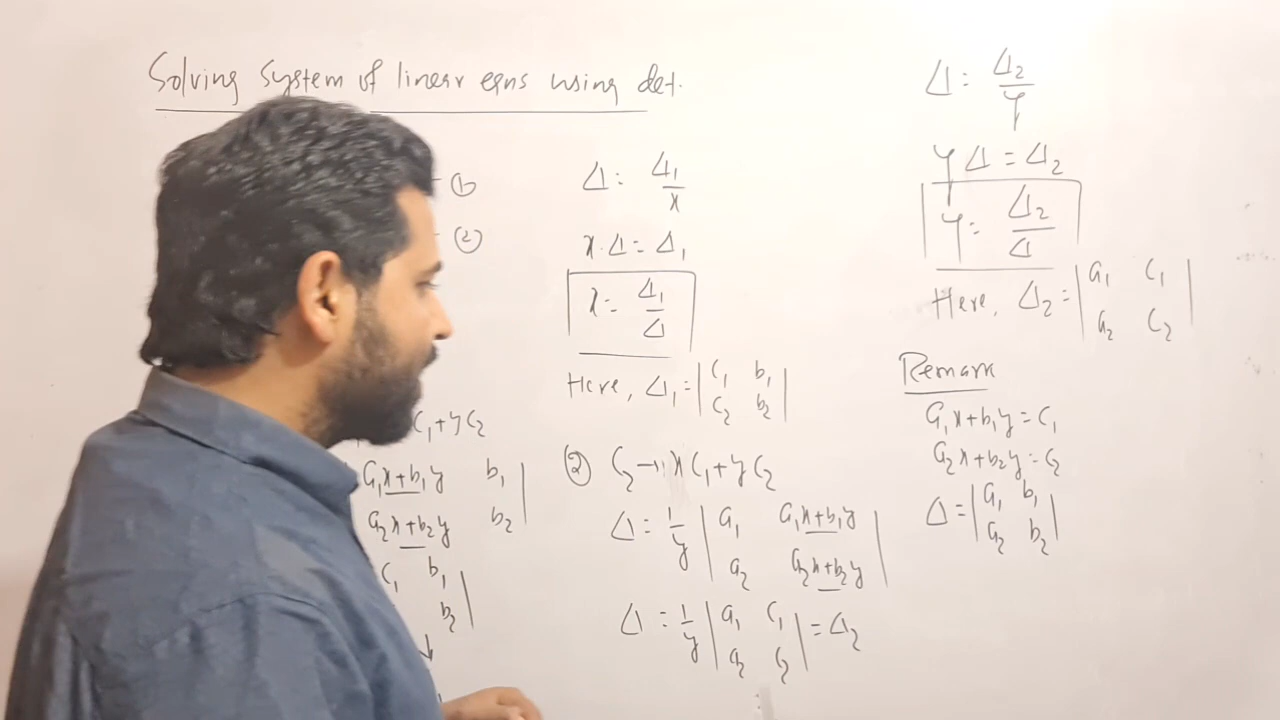 Solving System of linear eqns using det.
- ①
- ②
C₁+yC₂
a₁x+b₁y b₁ |
a₂x+b₂y b₂ |
C₁ b₁ |
b₂ |
↓
Δ = Δ₁/x
x·Δ = Δ₁
x = Δ₁/Δ
Here, Δ₁ = | C₁ b₁ |
| C₂ b₂ |
② C₂ → xC₁+yC₂
Δ = 1/y | a₁ a₁x+b₁y |
| a₂ a₂x+b₂y |
Δ = 1/y | a₁ C₁ | = Δ₂
| a₂ C₂ |
Δ = Δ₂/y
yΔ = Δ₂
y = Δ₂/Δ
Here, Δ₂ = | a₁ C₁ |
| a₂ C₂ |
Remark
a₁x+b₁y = C₁
a₂x+b₂y = C₂
Δ = | a₁ b₁ |
| a₂ b₂ |